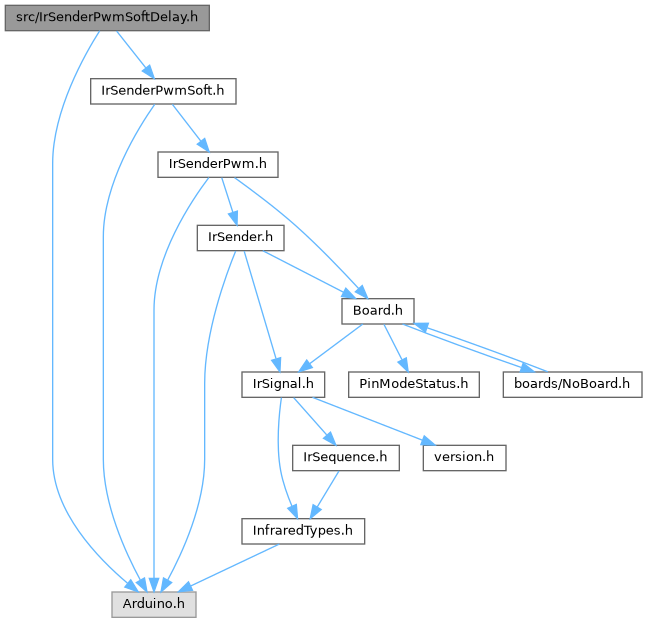 src/IrSenderPwmSoftDelay.h
IrSenderPwmSoft.h
IrSenderPwm.h
IrSender.h
Board.h
IrSignal.h
PinModeStatus.h
boards/NoBoard.h
IrSequence.h
version.h
InfraredTypes.h
Arduino.h